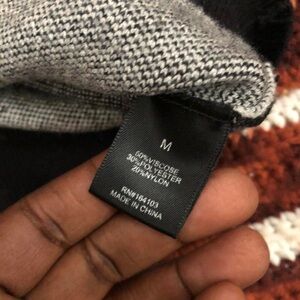 M
50%VISCOSE
30%POLYESTER
20%NYLON
RN#164103
MADE IN CHINA